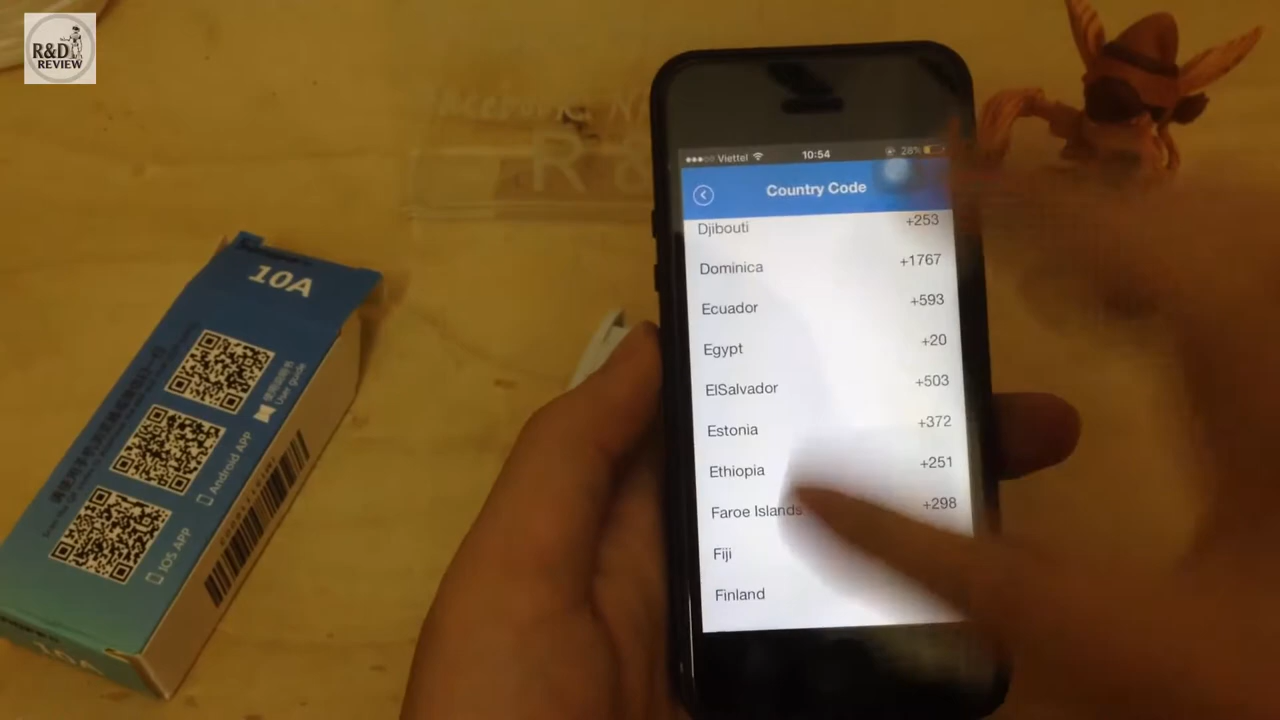 R&D
REVIEW
Viettel
10:54
28%
Country Code
Djibouti +253
Dominica +1767
Ecuador +593
Egypt +20
ElSalvador +503
Estonia +372
Ethiopia +251
Faroe Islands +298
Fiji
Finland
10A
User guide
Android APP
IOS APP
10A
R &